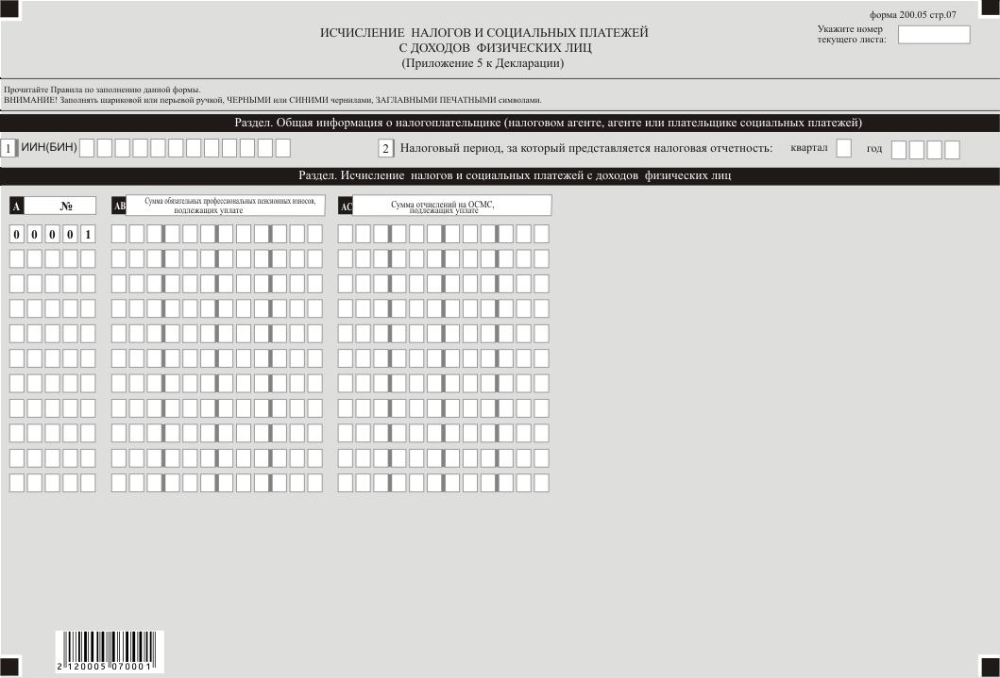 форма 200.05 стр.07
ИСЧИСЛЕНИЕ НАЛОГОВ И СОЦИАЛЬНЫХ ПЛАТЕЖЕЙ
С ДОХОДОВ ФИЗИЧЕСКИХ ЛИЦ
(Приложение 5 к Декларации)
Укажите номер
текущего листа:
Прочитайте Правила по заполнению данной формы.
ВНИМАНИЕ! Заполнять шариковой или перьевой ручкой, ЧЕРНЫМИ или СИНИМИ чернилами, ЗАГЛАВНЫМИ ПЕЧАТНЫМИ символами.
Раздел. Общая информация о налогоплательщике (налоговом агенте, агенте или плательщике социальных платежей)
1 ИИН(БИН)
2 Налоговый период, за который представляется налоговая отчетность: квартал год
Раздел. Исчисление налогов и социальных платежей с доходов физических лиц
A №
AB Сумма обязательных профессиональных пенсионных взносов,
подлежащих уплате
AC Сумма отчислений на ОСМС,
подлежащих уплате
0 0 0 0 1
2 120005 070001